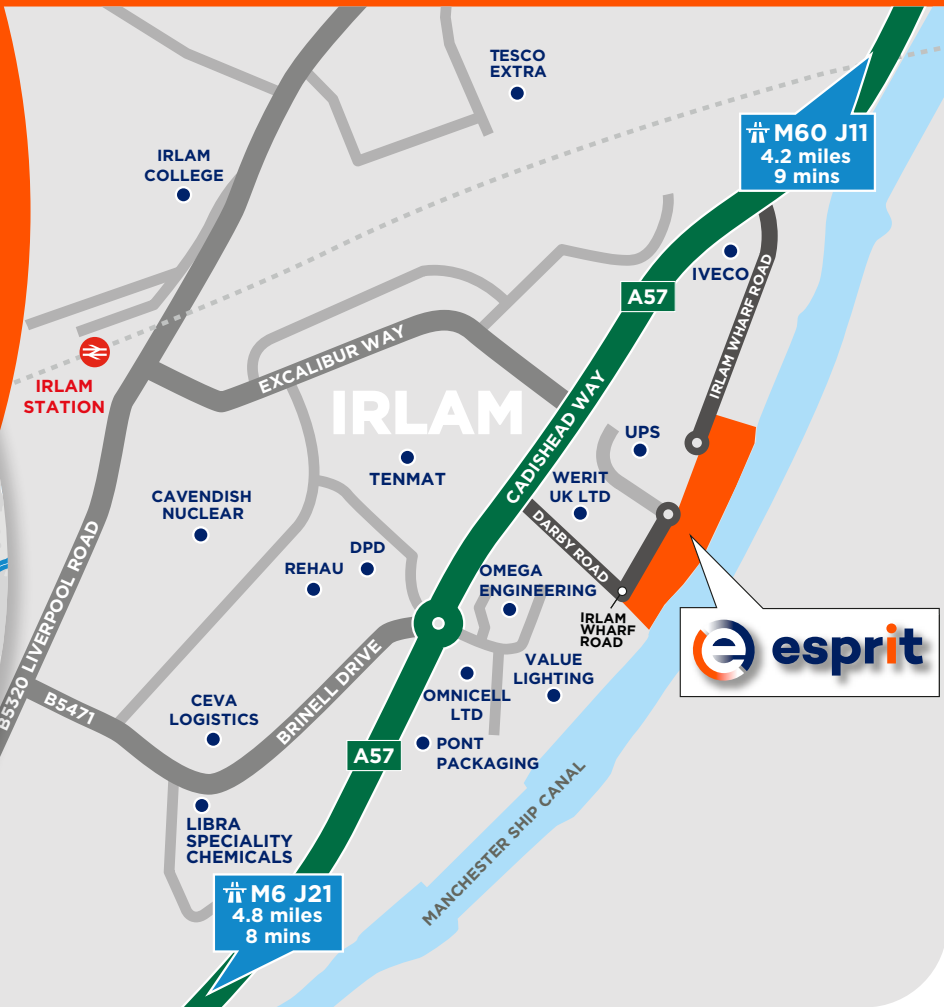 TESCO
EXTRA
M60 J11
4.2 miles
9 mins
IRLAM
COLLEGE
IVECO
A57
IRLAM WHARF ROAD
EXCALIBUR WAY
IRLAM
STATION
IRLAM
CADISHEAD WAY
UPS
TENMAT
WERIT
UK LTD
CAVENDISH
NUCLEAR
DARBY ROAD
DPD
REHAU
OMEGA
ENGINEERING
B5320 LIVERPOOL ROAD
IRLAM
WHARF
ROAD
esprit
BRINELL DRIVE
VALUE
LIGHTING
B5471
CEVA
LOGISTICS
OMNICELL
LTD
A57
PONT
PACKAGING
MANCHESTER SHIP CANAL
LIBRA
SPECIALITY
CHEMICALS
M6 J21
4.8 miles
8 mins